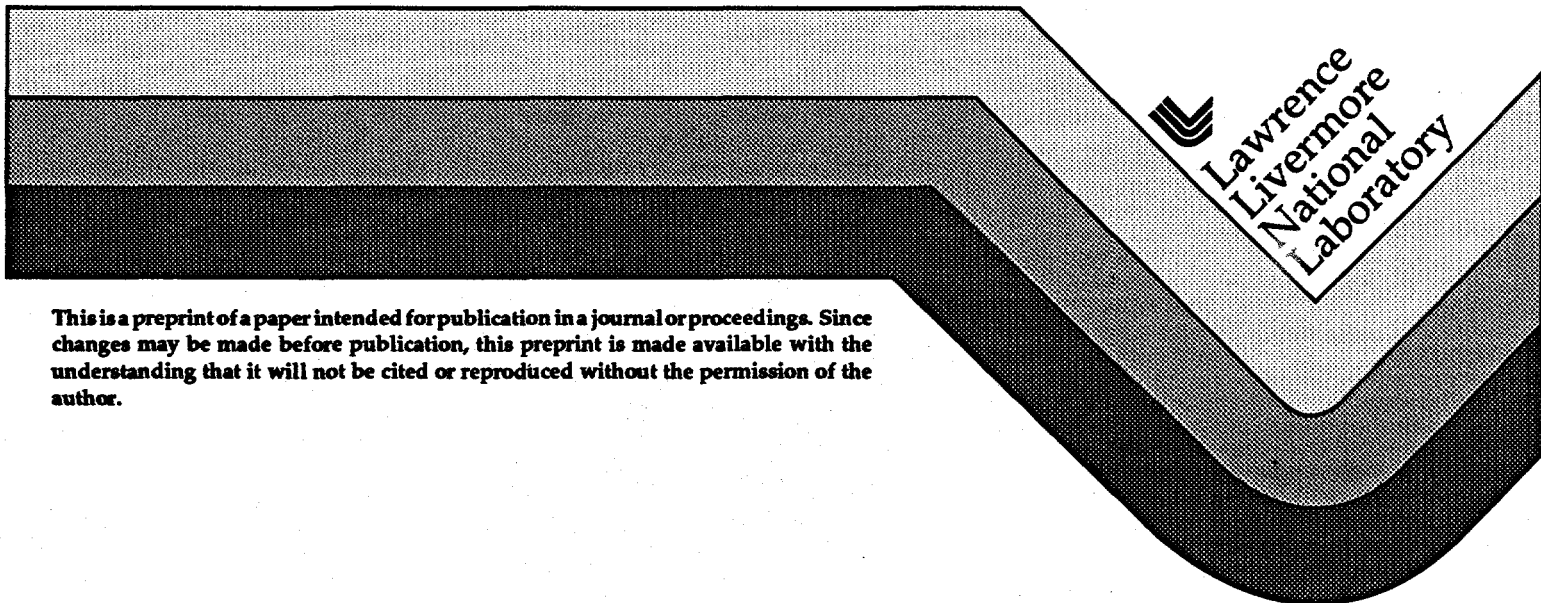 Lawrence
Livermore
National
Laboratory
This is a preprint of a paper intended for publication in a journal or proceedings. Since
changes may be made before publication, this preprint is made available with the
understanding that it will not be cited or reproduced without the permission of the
author.